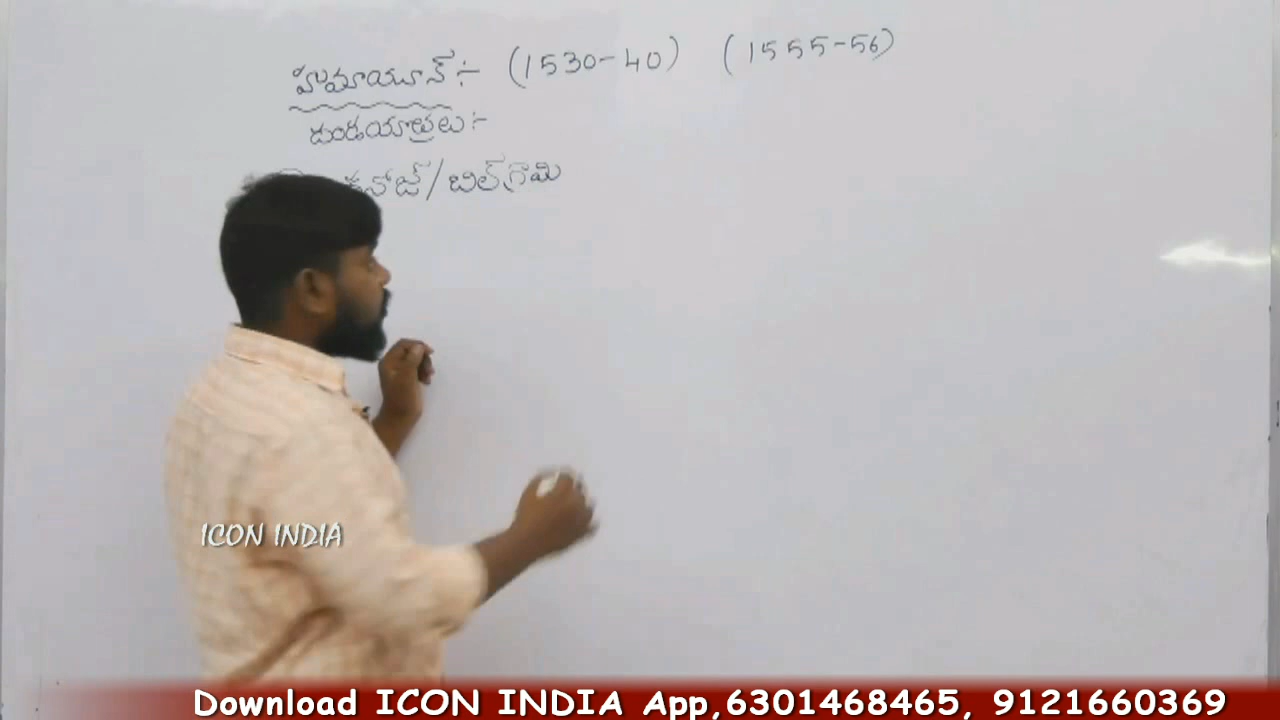 హుమాయూన్ :- (1530-40) (1555-56)
దండయాత్రలు :-
కనోజ్/బిల్‌గ్రామి
ICON INDIA
Download ICON INDIA App,6301468465, 9121660369